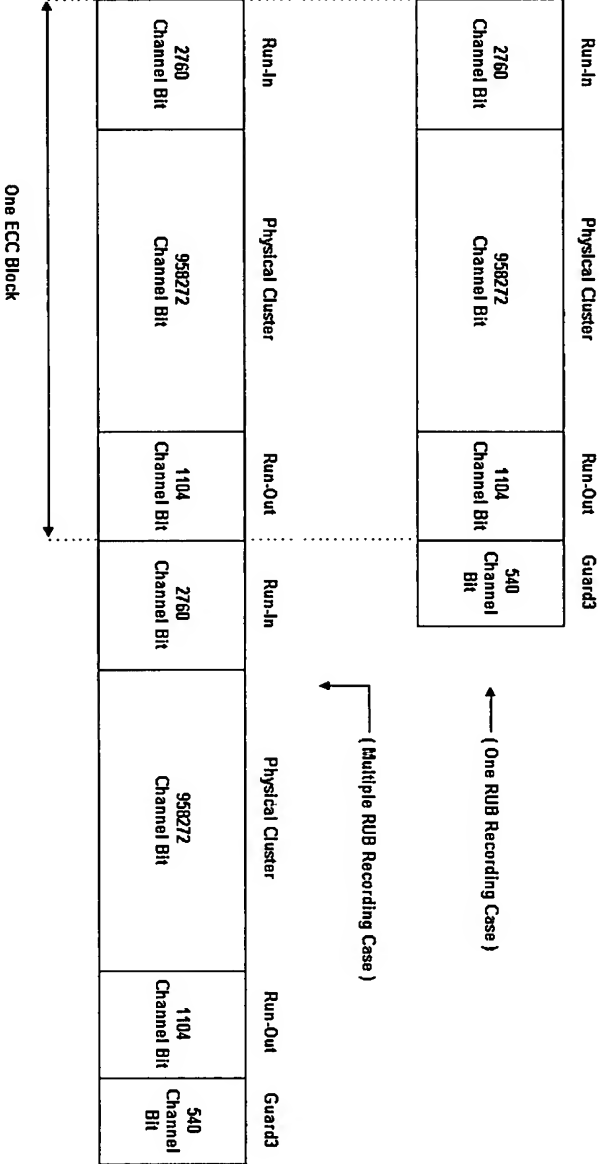 Run-In
Physical Cluster
Run-Out
Guard3
2760
Channel Bit
958272
Channel Bit
1104
Channel Bit
540
Channel
Bit
( One RUB Recording Case )
( Multiple RUB Recording Case )
Run-In
Physical Cluster
Run-Out
Run-In
Physical Cluster
Run-Out
Guard3
2760
Channel Bit
958272
Channel Bit
1104
Channel Bit
2760
Channel Bit
958272
Channel Bit
1104
Channel Bit
540
Channel
Bit
One ECC Block